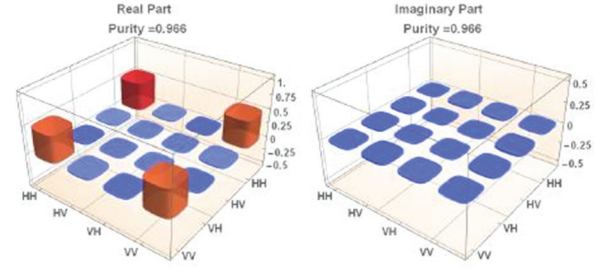 Real Part
Purity =0.966
1.
0.75
0.5
0.25
0
-0.25
-0.5
HH
HV
VH
VV
HH
HV
VH
VV
Imaginary Part
Purity =0.966
0.5
0.25
0
-0.25
-0.5
HH
HV
VH
VV
HH
HV
VH
VV